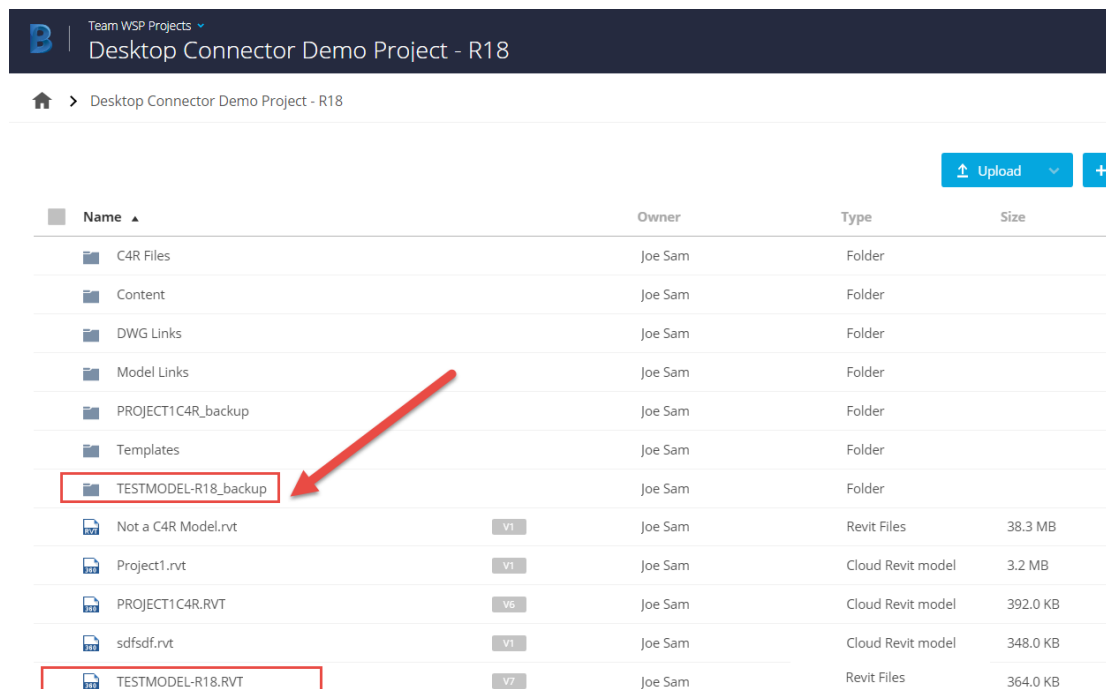 Team WSP Projects
B
Desktop Connector Demo Project - R18
Desktop Connector Demo Project - R18
Upload
Name Owner Type Size
C4R Files Joe Sam Folder
Content Joe Sam Folder
DWG Links Joe Sam Folder
Model Links Joe Sam Folder
PROJECT1C4R_backup Joe Sam Folder
Templates Joe Sam Folder
TESTMODEL-R18_backup Joe Sam Folder
RVT Not a C4R Model.rvt V1 Joe Sam Revit Files 38.3 MB
360 Project1.rvt V1 Joe Sam Cloud Revit model 3.2 MB
360 PROJECT1C4R.RVT V6 Joe Sam Cloud Revit model 392.0 KB
360 sdfsdf.rvt V1 Joe Sam Cloud Revit model 348.0 KB
360 TESTMODEL-R18.RVT V7 Joe Sam Revit Files 364.0 KB